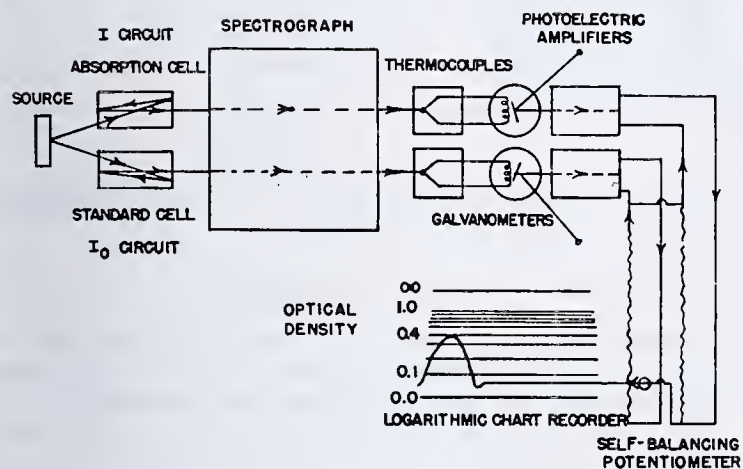 PHOTOELECTRIC
AMPLIFIERS
I CIRCUIT
SPECTROGRAPH
ABSORPTION CELL
THERMOCOUPLES
SOURCE
STANDARD CELL
I₀ CIRCUIT
GALVANOMETERS
OPTICAL
DENSITY
∞
1.0
0.4
0.1
0.0
LOGARITHMIC CHART RECORDER
SELF-BALANCING
POTENTIOMETER